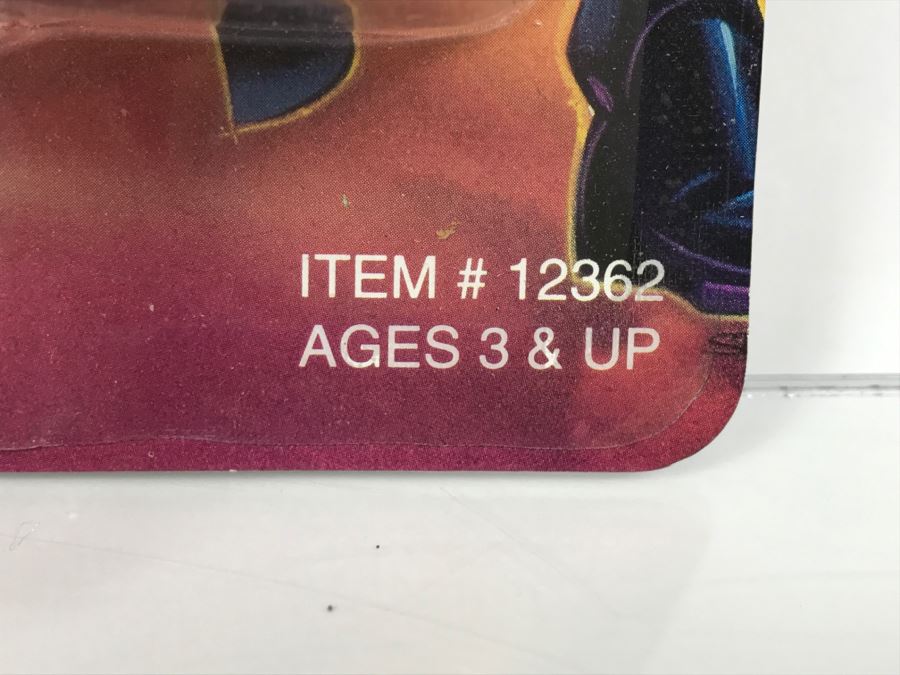 ITEM # 12362
AGES 3 & UP